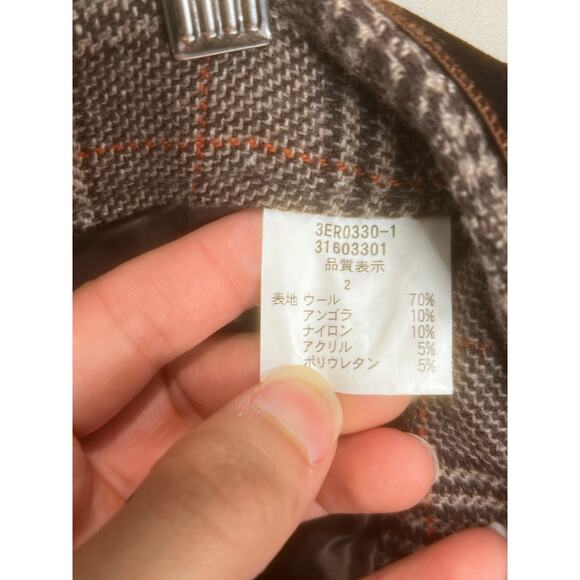 3ER0330-1
31603301
品質表示
2
表地 ウール 70%
アンゴラ 10%
ナイロン 10%
アクリル 5%
ポリウレタン 5%